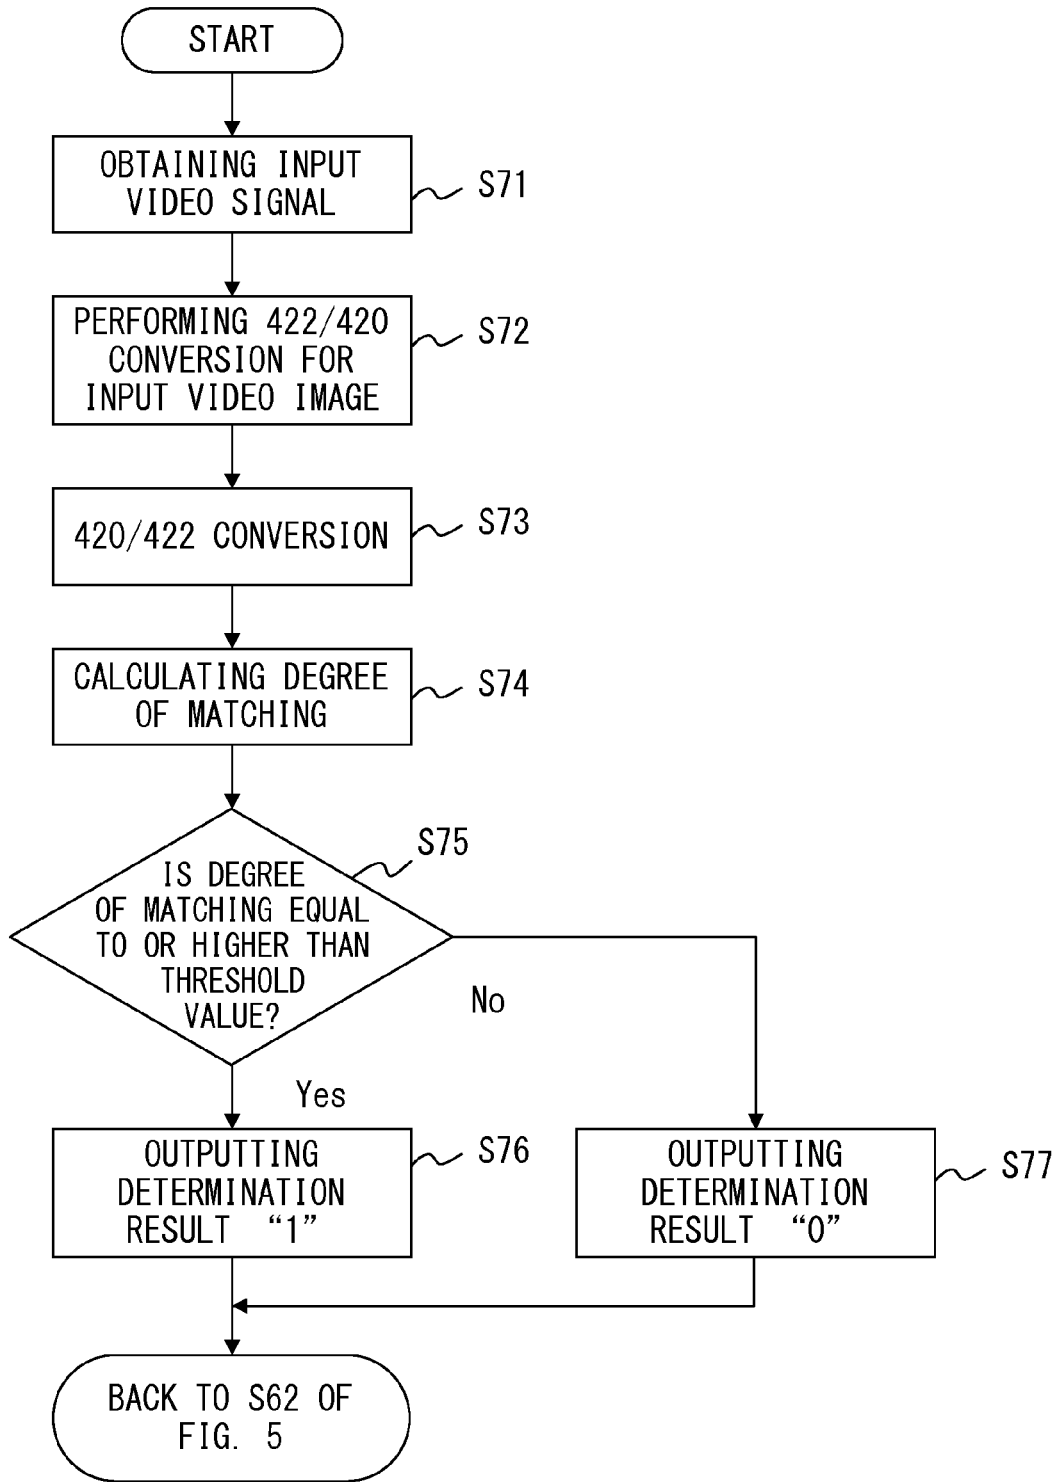 START
OBTAINING INPUT
VIDEO SIGNAL
S71
PERFORMING 422/420
CONVERSION FOR
INPUT VIDEO IMAGE
S72
420/422 CONVERSION
S73
CALCULATING DEGREE
OF MATCHING
S74
S75
IS DEGREE
OF MATCHING EQUAL
TO OR HIGHER THAN
THRESHOLD
VALUE?
No
Yes
OUTPUTTING
DETERMINATION
RESULT “1”
S76
OUTPUTTING
DETERMINATION
RESULT “0”
S77
BACK TO S62 OF
FIG. 5